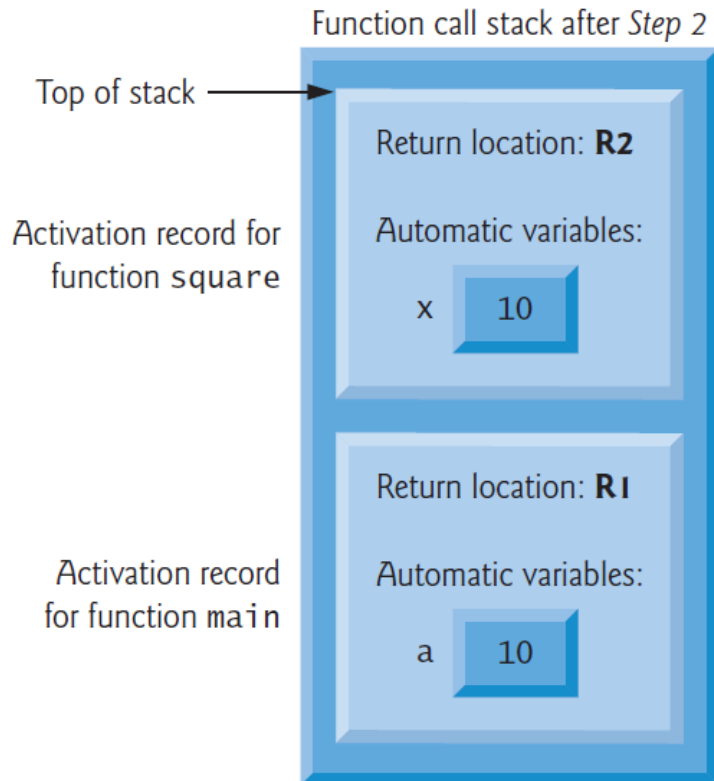 Function call stack after Step 2
Top of stack
Return location: R2
Activation record for
function square
Automatic variables:
x 10
Return location: R1
Activation record
for function main
Automatic variables:
a 10